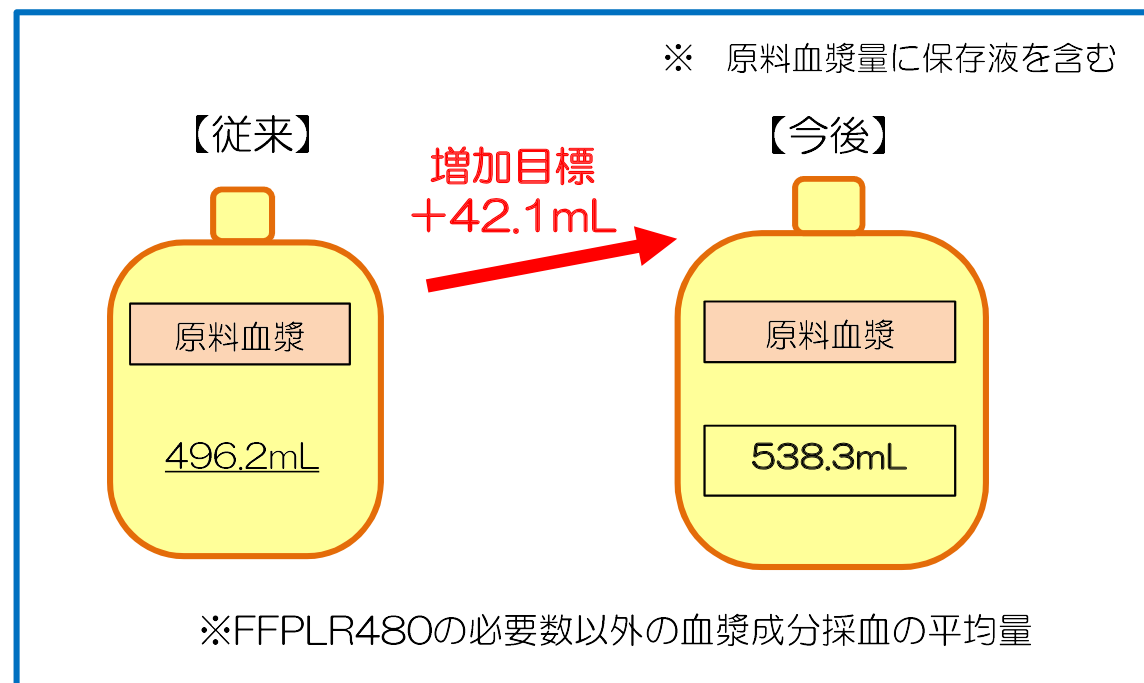 ※　原料血漿量に保存液を含む
【従来】
増加目標
＋42.1mL
【今後】
原料血漿
496.2mL
原料血漿
538.3mL
※FFPLR480の必要数以外の血漿成分採血の平均量